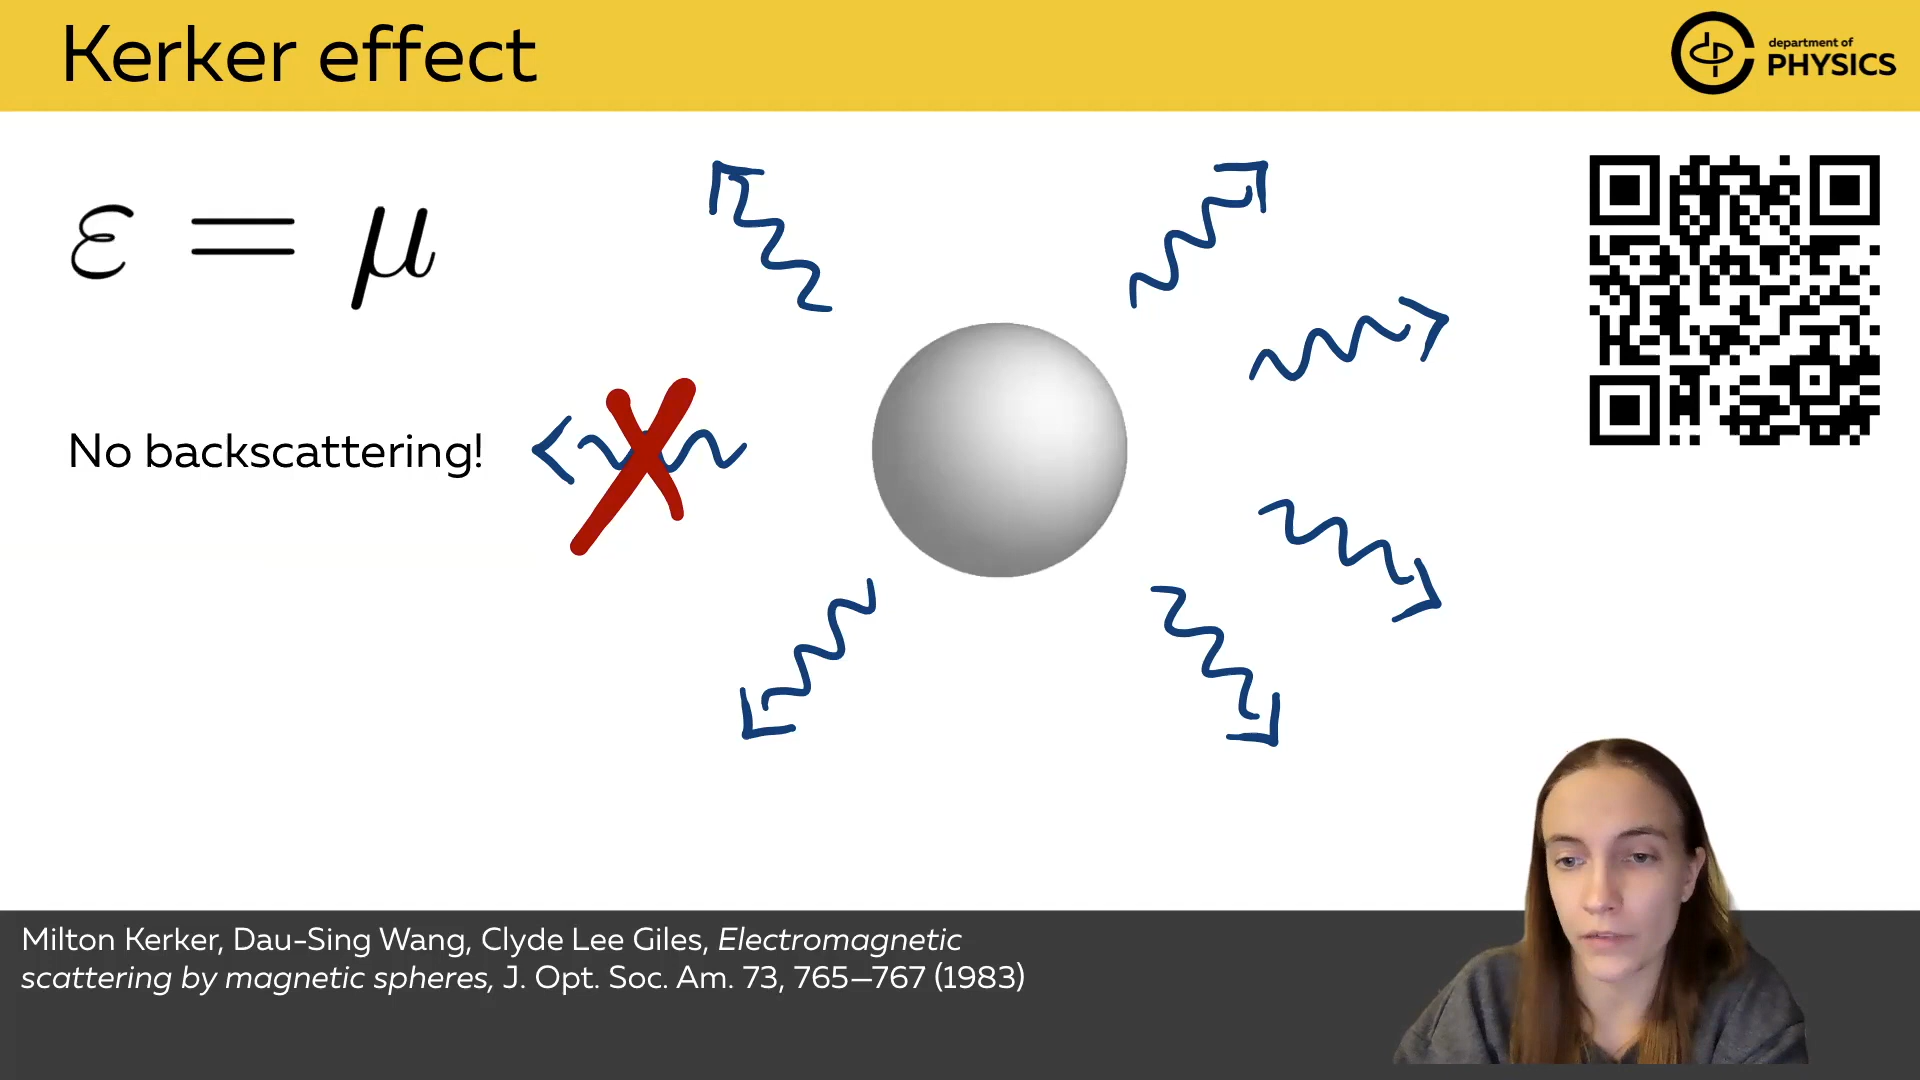 Kerker effect
department of
PHYSICS
ε = μ
No backscattering!
Milton Kerker, Dau-Sing Wang, Clyde Lee Giles, Electromagnetic
scattering by magnetic spheres, J. Opt. Soc. Am. 73, 765–767 (1983)